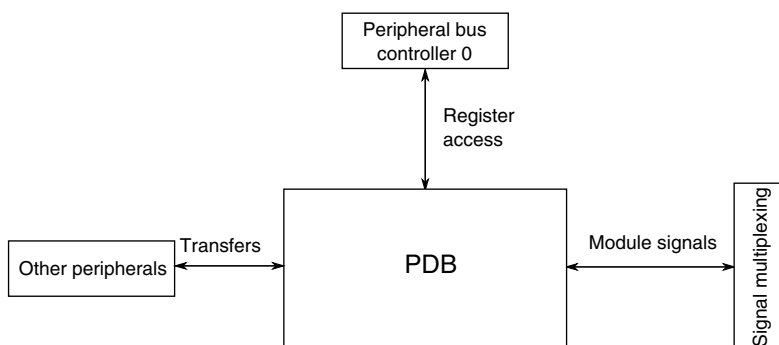 Peripheral bus
controller 0
Register
access
Transfers
Other peripherals
PDB
Module signals
Signal multiplexing